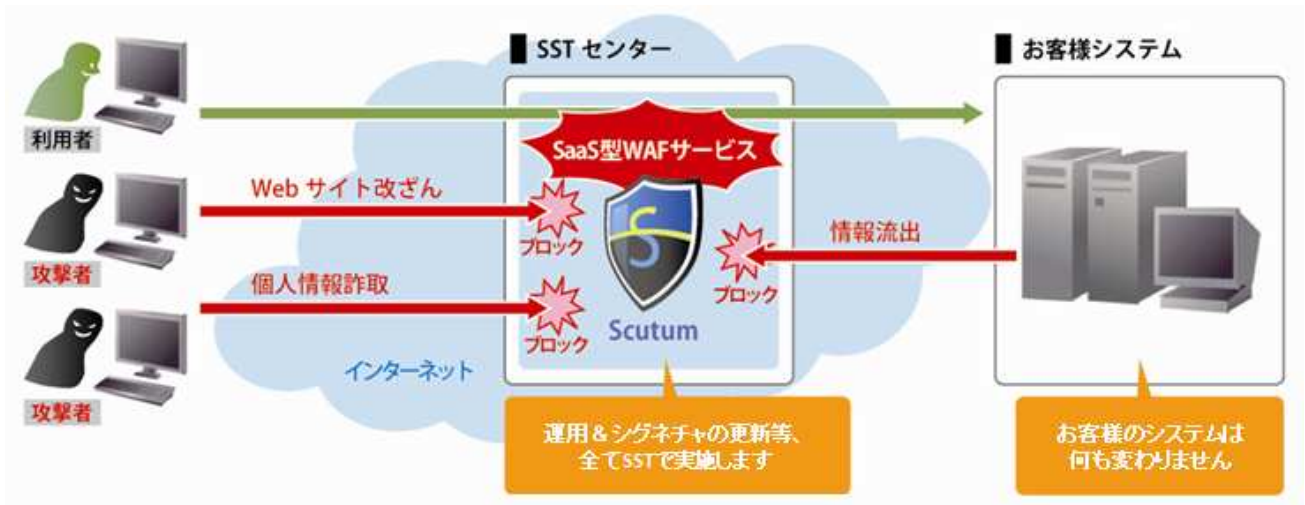 SST センター
お客様システム
利用者
SaaS型WAFサービス
Web サイト改ざん
ブロック
情報流出
ブロック
攻撃者
個人情報詐取
ブロック
Scutum
インターネット
攻撃者
運用&シグネチャの更新等、
全てSSTで実施します
お客様のシステムは
何も変わりません